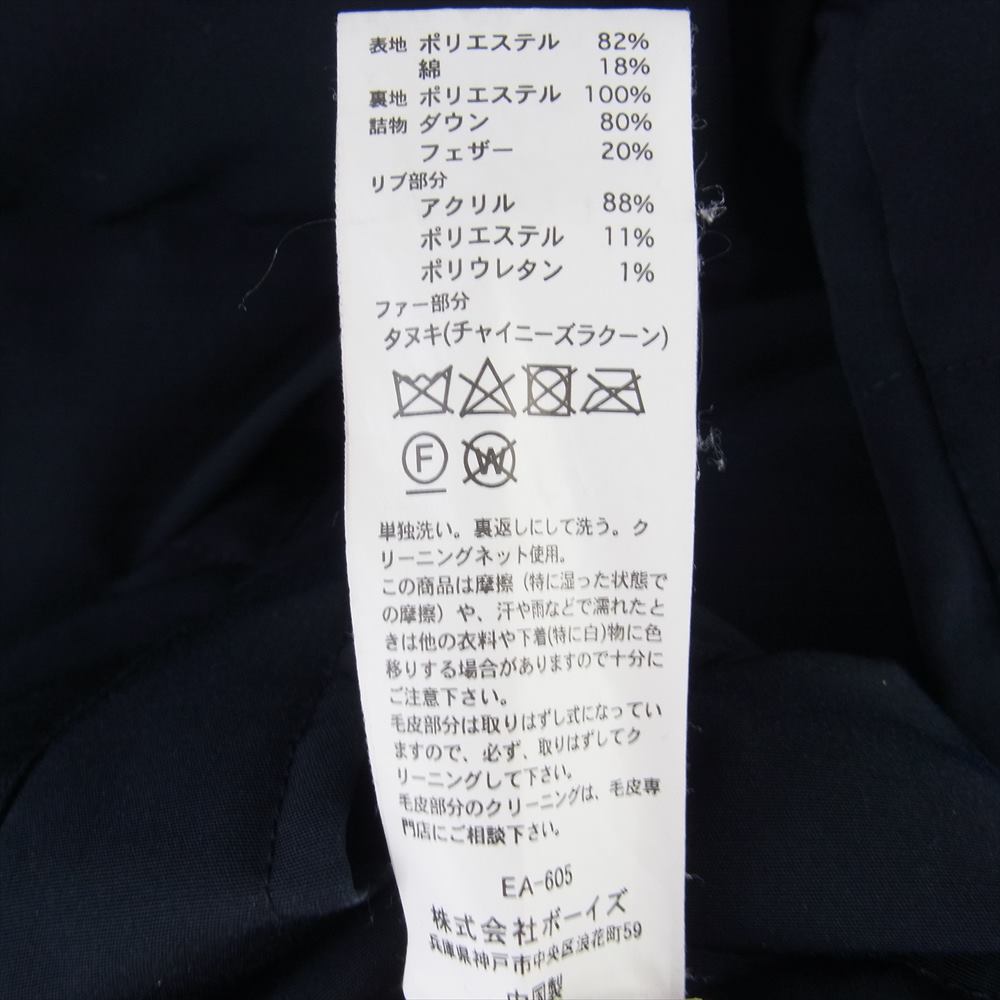 表地 ポリエステル 82%
綿 18%
裏地 ポリエステル 100%
詰物 ダウン 80%
フェザー 20%
リブ部分
アクリル 88%
ポリエステル 11%
ポリウレタン 1%
ファー部分
タヌキ(チャイニーズラクーン)
F W
単独洗い。裏返しにして洗う。ク
リーニングネット使用。
この商品は摩擦（特に湿った状態で
の摩擦）や、汗や雨などで濡れたと
きは他の衣料や下着(特に白)物に色
移りする場合がありますので十分に
ご注意下さい。
毛皮部分は取りはずし式になってい
ますので、必ず、取りはずしてク
リーニングして下さい。
毛皮部分のクリーニングは、毛皮専
門店にご相談下さい。
EA-605
株式会社ボーイズ
兵庫県神戸市中央区浪花町59
中国製